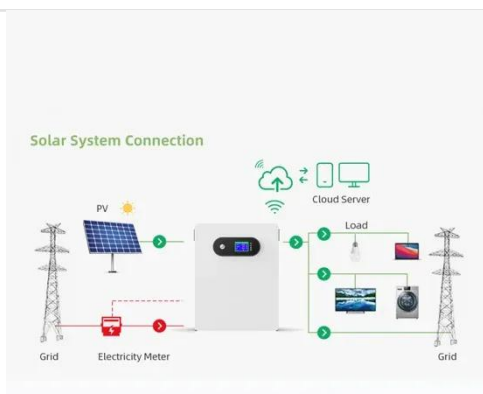 Solar System Connection
Cloud Server
PV
Load
Grid
Electricity Meter
Grid